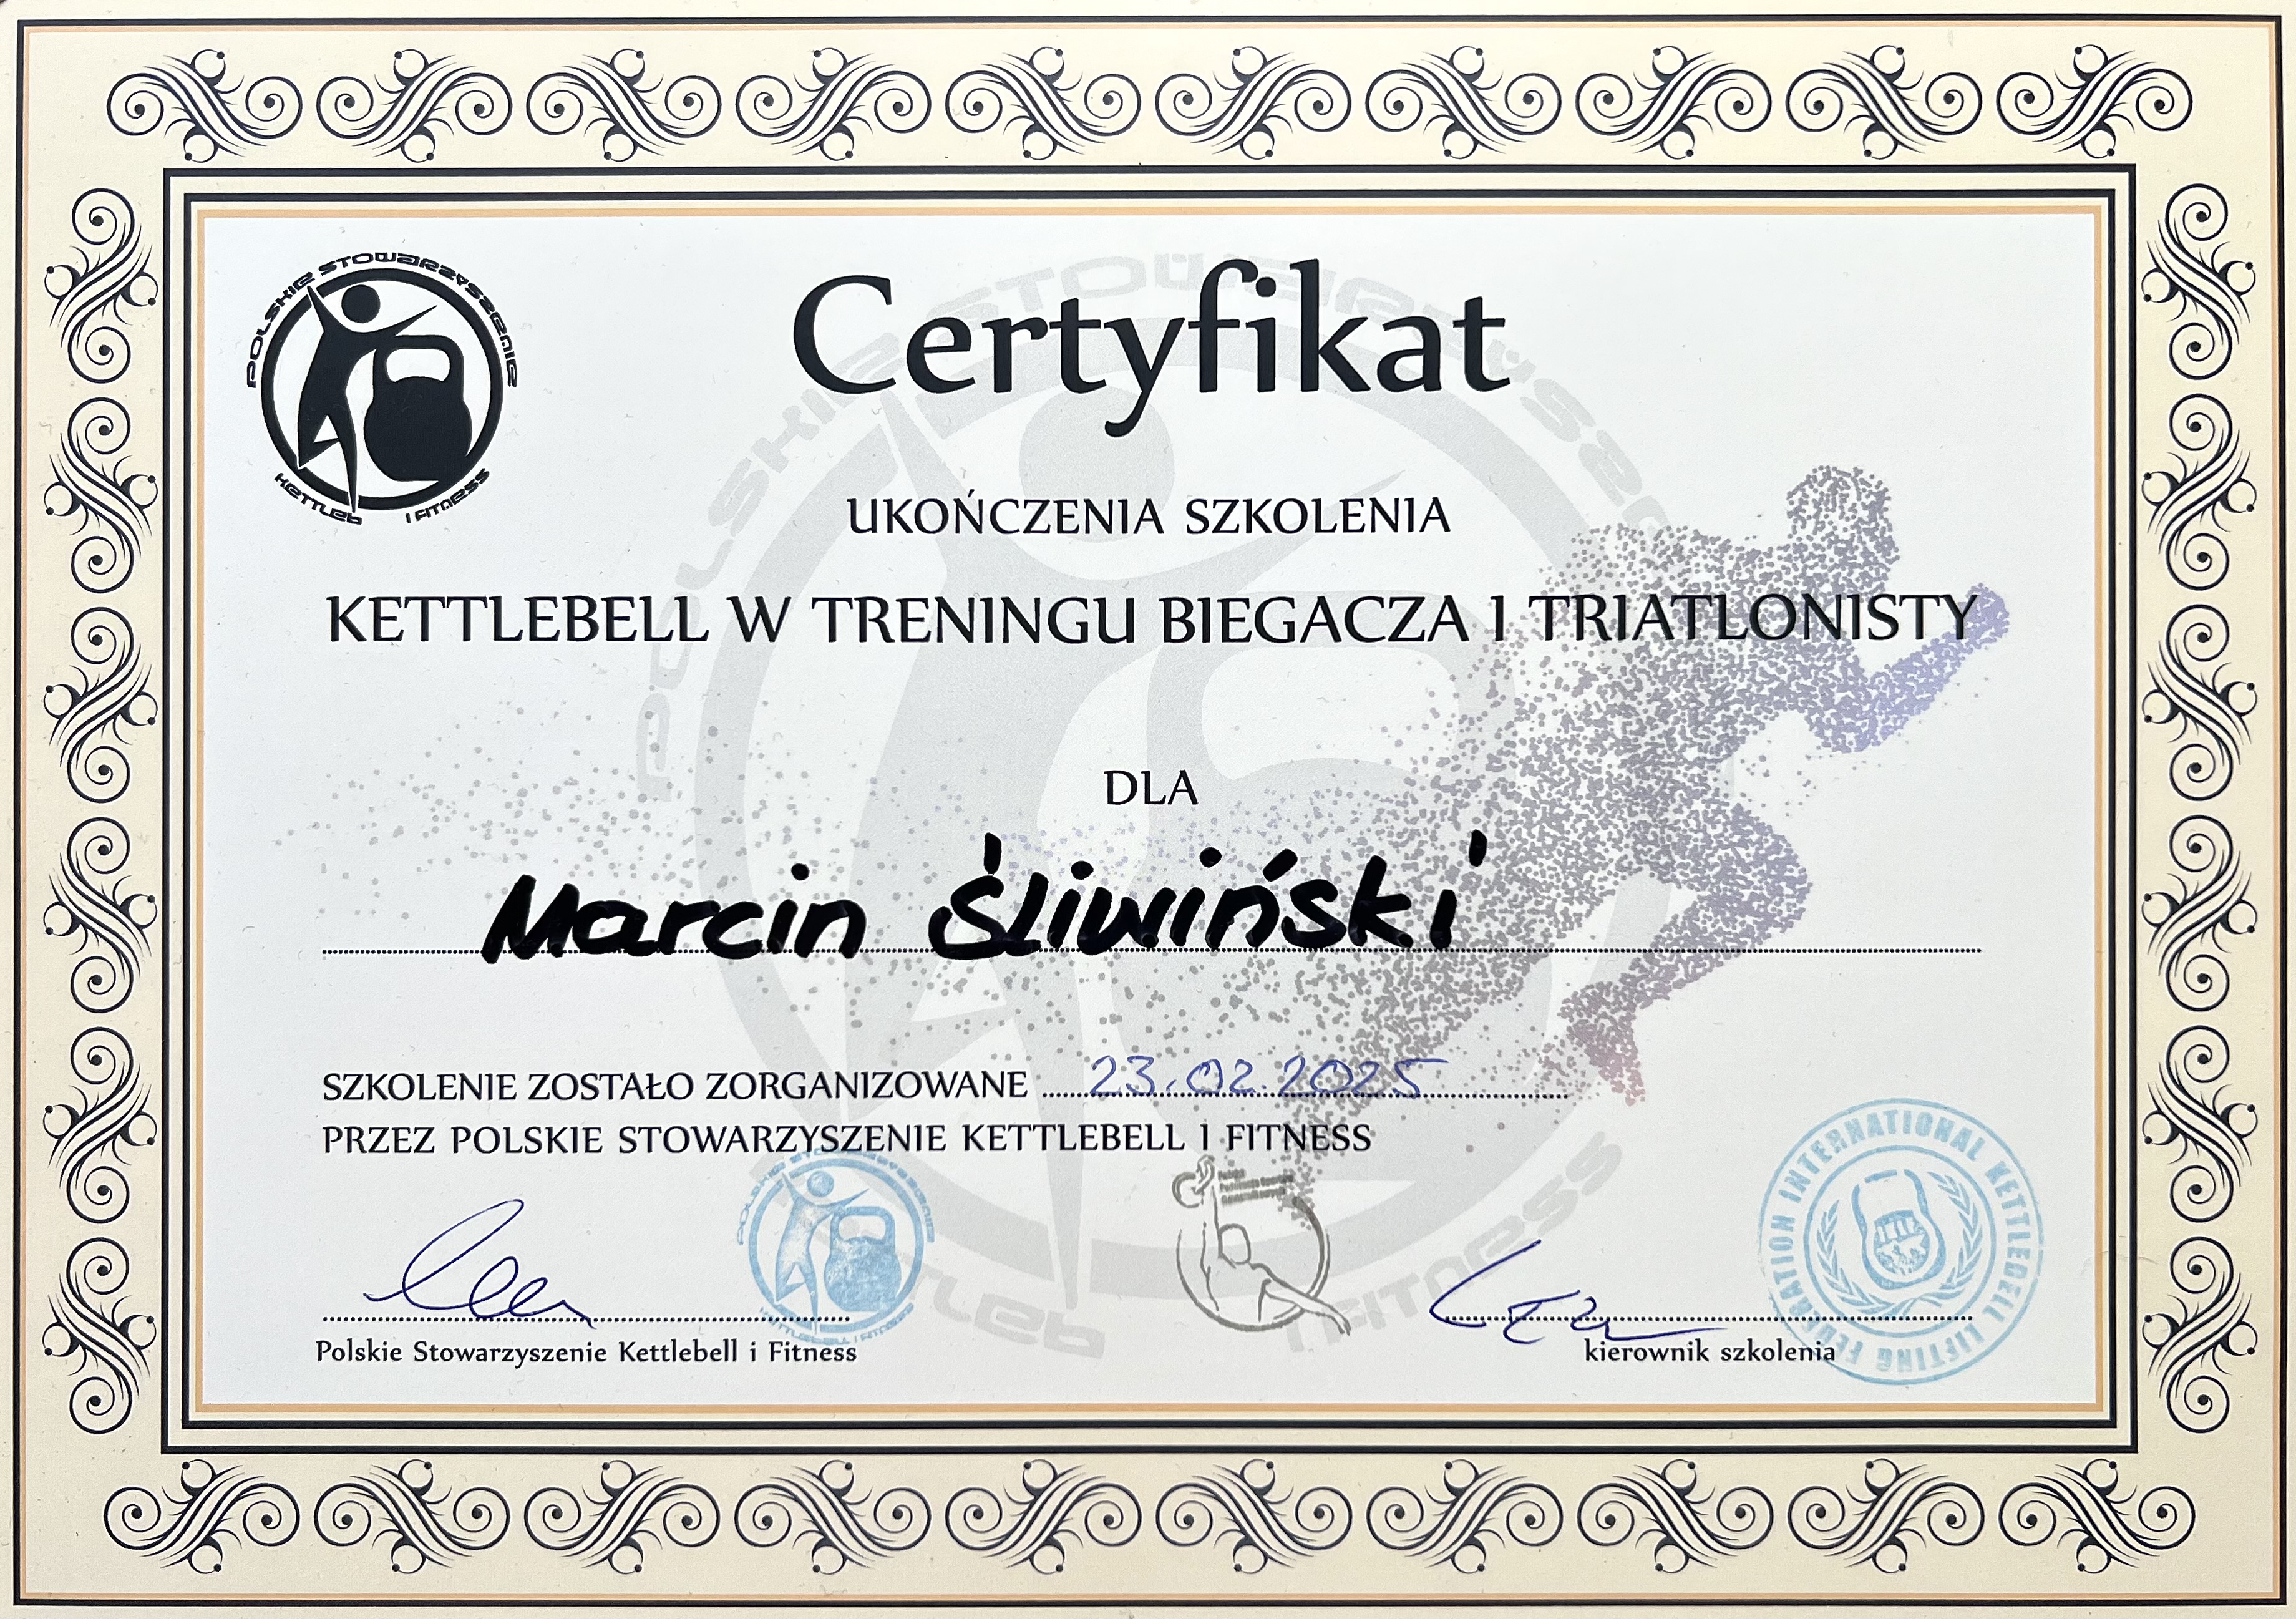 POLSKIE STOWARZYSZENIE
KETTLEB I FITNESS
Certyfikat
UKOŃCZENIA SZKOLENIA
KETTLEBELL W TRENINGU BIEGACZA I TRIATLONISTY
DLA
Marcin Śliwiński
SZKOLENIE ZOSTAŁO ZORGANIZOWANE 23.02.2025
PRZEZ POLSKIE STOWARZYSZENIE KETTLEBELL I FITNESS
POLSKIE STOWARZYSZENIE
KETTLEB I FITNESS
INTERNATIONAL KETTLEBELL LIFTING FEDERATION
Polskie Stowarzyszenie Kettlebell i Fitness
kierownik szkolenia